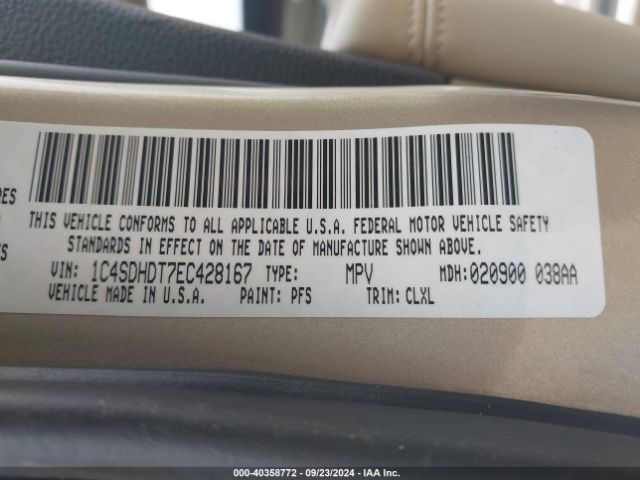 RES
THIS VEHICLE CONFORMS TO ALL APPLICABLE U.S.A. FEDERAL MOTOR VEHICLE SAFETY
STANDARDS IN EFFECT ON THE DATE OF MANUFACTURE SHOWN ABOVE.
VIN: 1C4SDHDT7EC428167 TYPE: MPV MDH:020900 038AA
VEHICLE MADE IN U.S.A. PAINT: PFS TRIM: CLXL
000-40358772 - 09/23/2024 - IAA Inc.